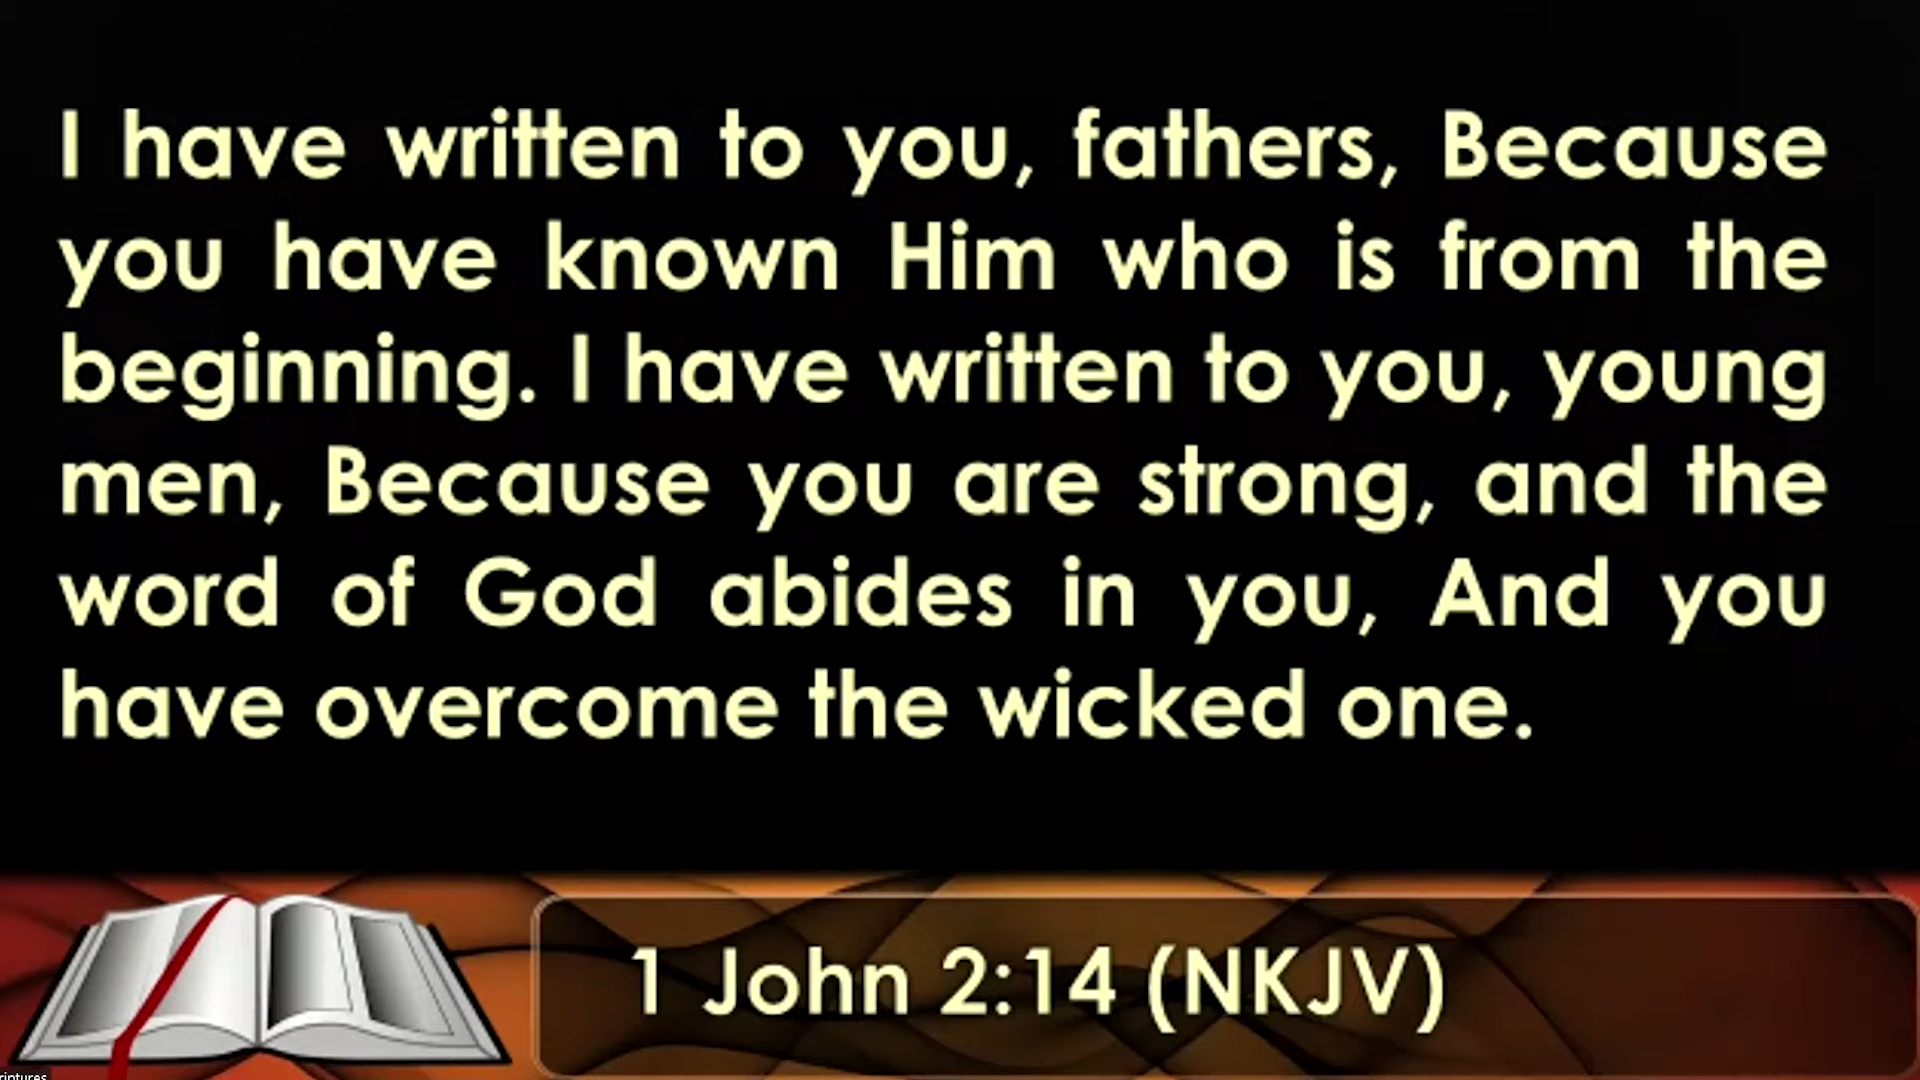 I have written to you, fathers, Because
you have known Him who is from the
beginning. I have written to you, young
men, Because you are strong, and the
word of God abides in you, And you
have overcome the wicked one.
1 John 2:14 (NKJV)
riptures